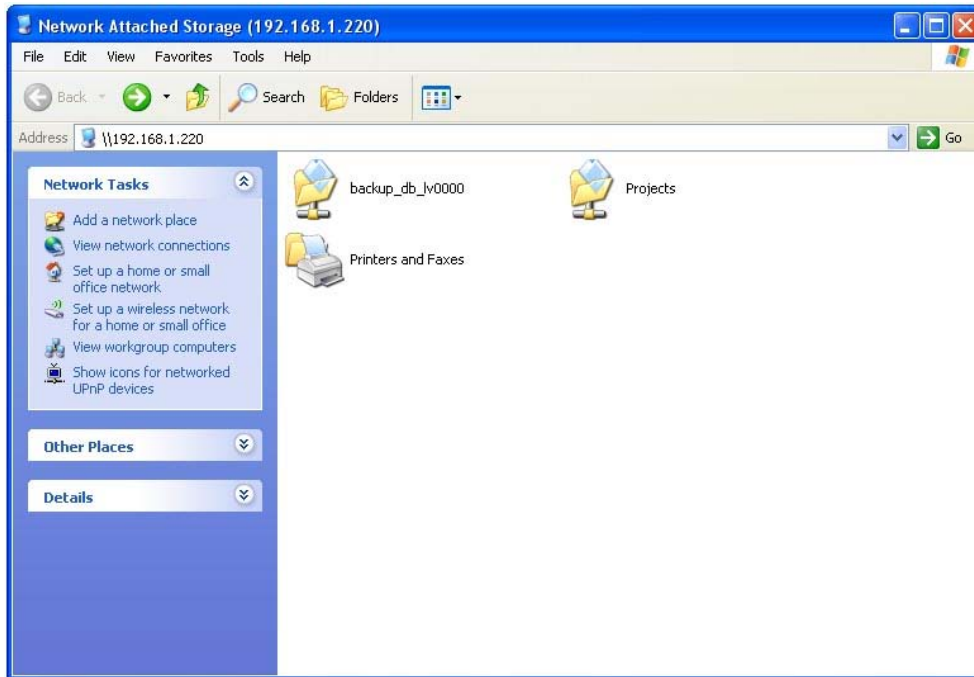 Network Attached Storage (192.168.1.220)
File Edit View Favorites Tools Help
Back Search Folders
Address \\192.168.1.220 Go
Network Tasks
Add a network place
View network connections
Set up a home or small
office network
Set up a wireless network
for a home or small office
View workgroup computers
Show icons for networked
UPnP devices
Other Places
Details
backup_db_lv0000
Projects
Printers and Faxes